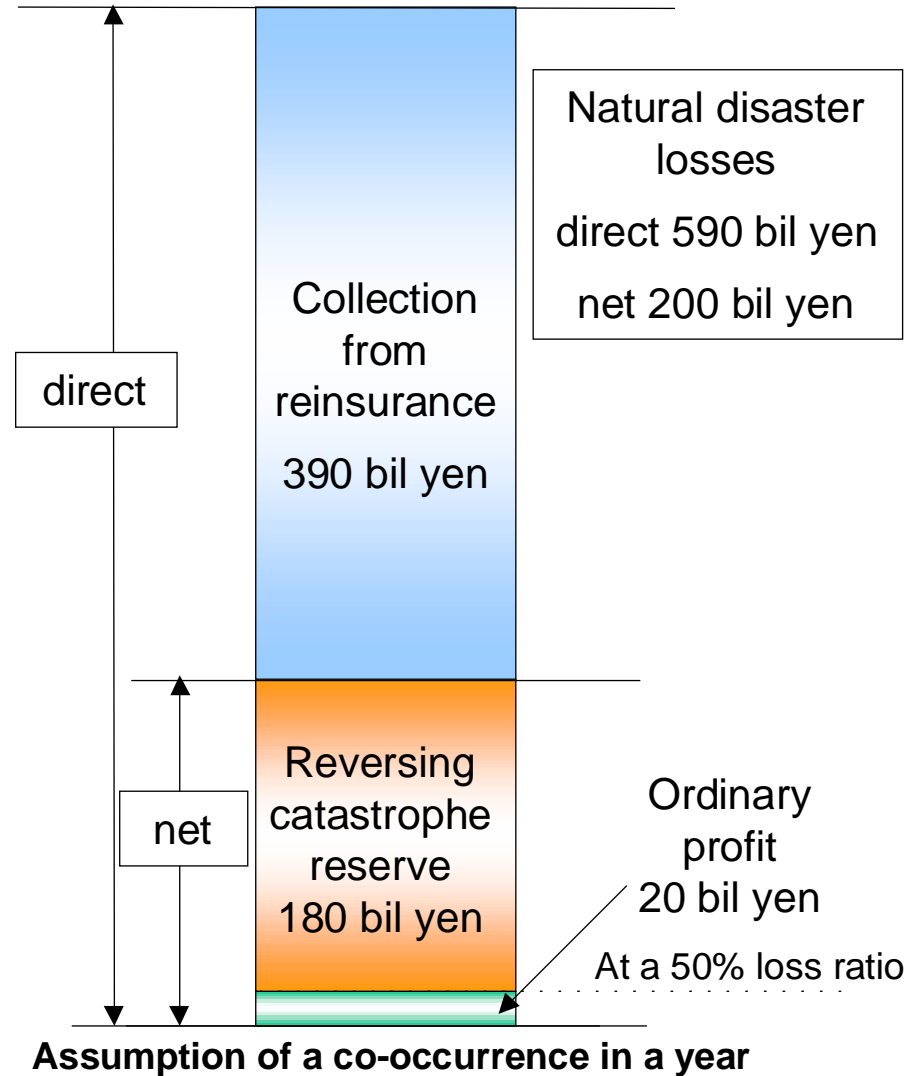 Natural disaster
losses
direct 590 bil yen
net 200 bil yen
Collection
from
reinsurance
390 bil yen
direct
Reversing
catastrophe
reserve
180 bil yen
net
Ordinary
profit
20 bil yen
At a 50% loss ratio
Assumption of a co-occurrence in a year